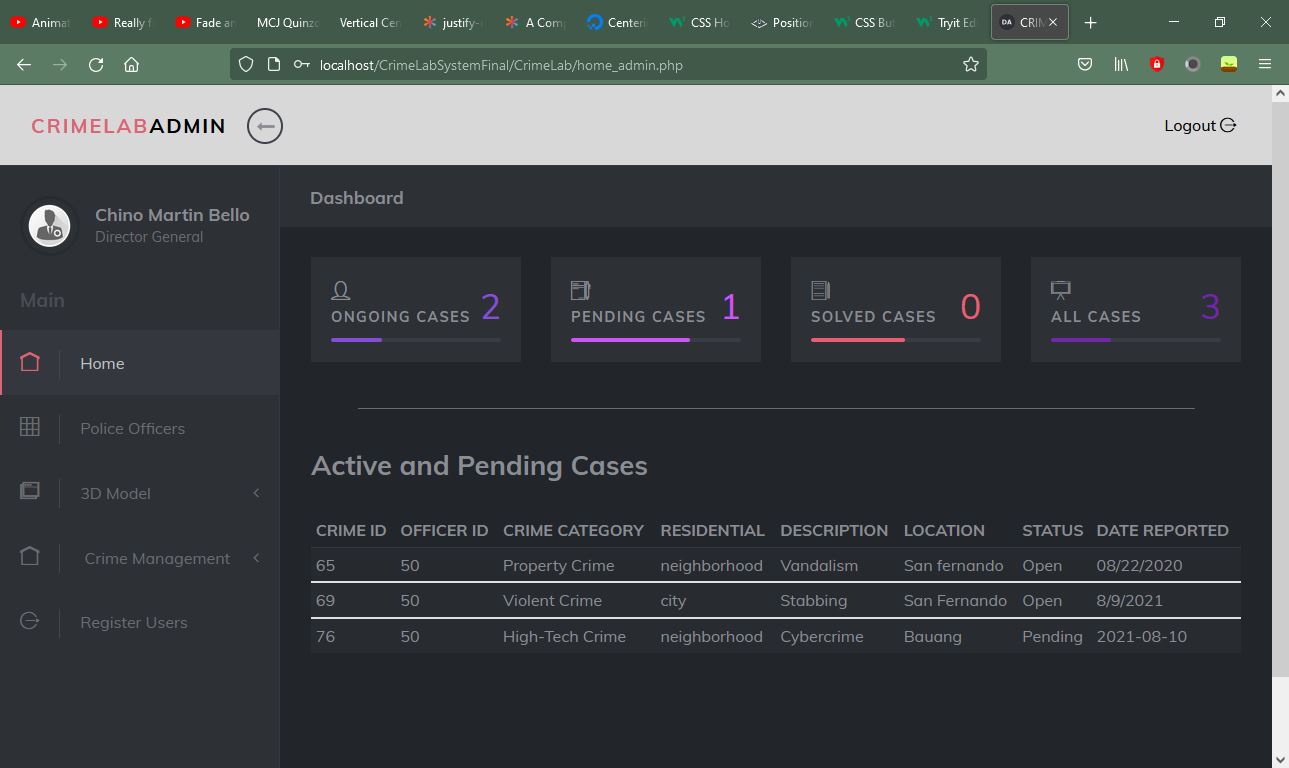 Animat
Really f
Fade an
MCJ Quinzo
Vertical Cen
justify-
A Comp
Centeri
CSS Ho
Position
CSS But
Tryit Edi
DA
CRIM
localhost/CrimeLabSystemFinal/CrimeLab/home_admin.php
CRIMELABADMIN
Logout
Chino Martin Bello
Director General
Main
Home
Police Officers
3D Model
Crime Management
Register Users
Dashboard
ONGOING CASES 2
PENDING CASES 1
SOLVED CASES 0
ALL CASES 3
Active and Pending Cases
CRIME ID OFFICER ID CRIME CATEGORY RESIDENTIAL DESCRIPTION LOCATION STATUS DATE REPORTED
65 50 Property Crime neighborhood Vandalism San fernando Open 08/22/2020
69 50 Violent Crime city Stabbing San Fernando Open 8/9/2021
76 50 High-Tech Crime neighborhood Cybercrime Bauang Pending 2021-08-10